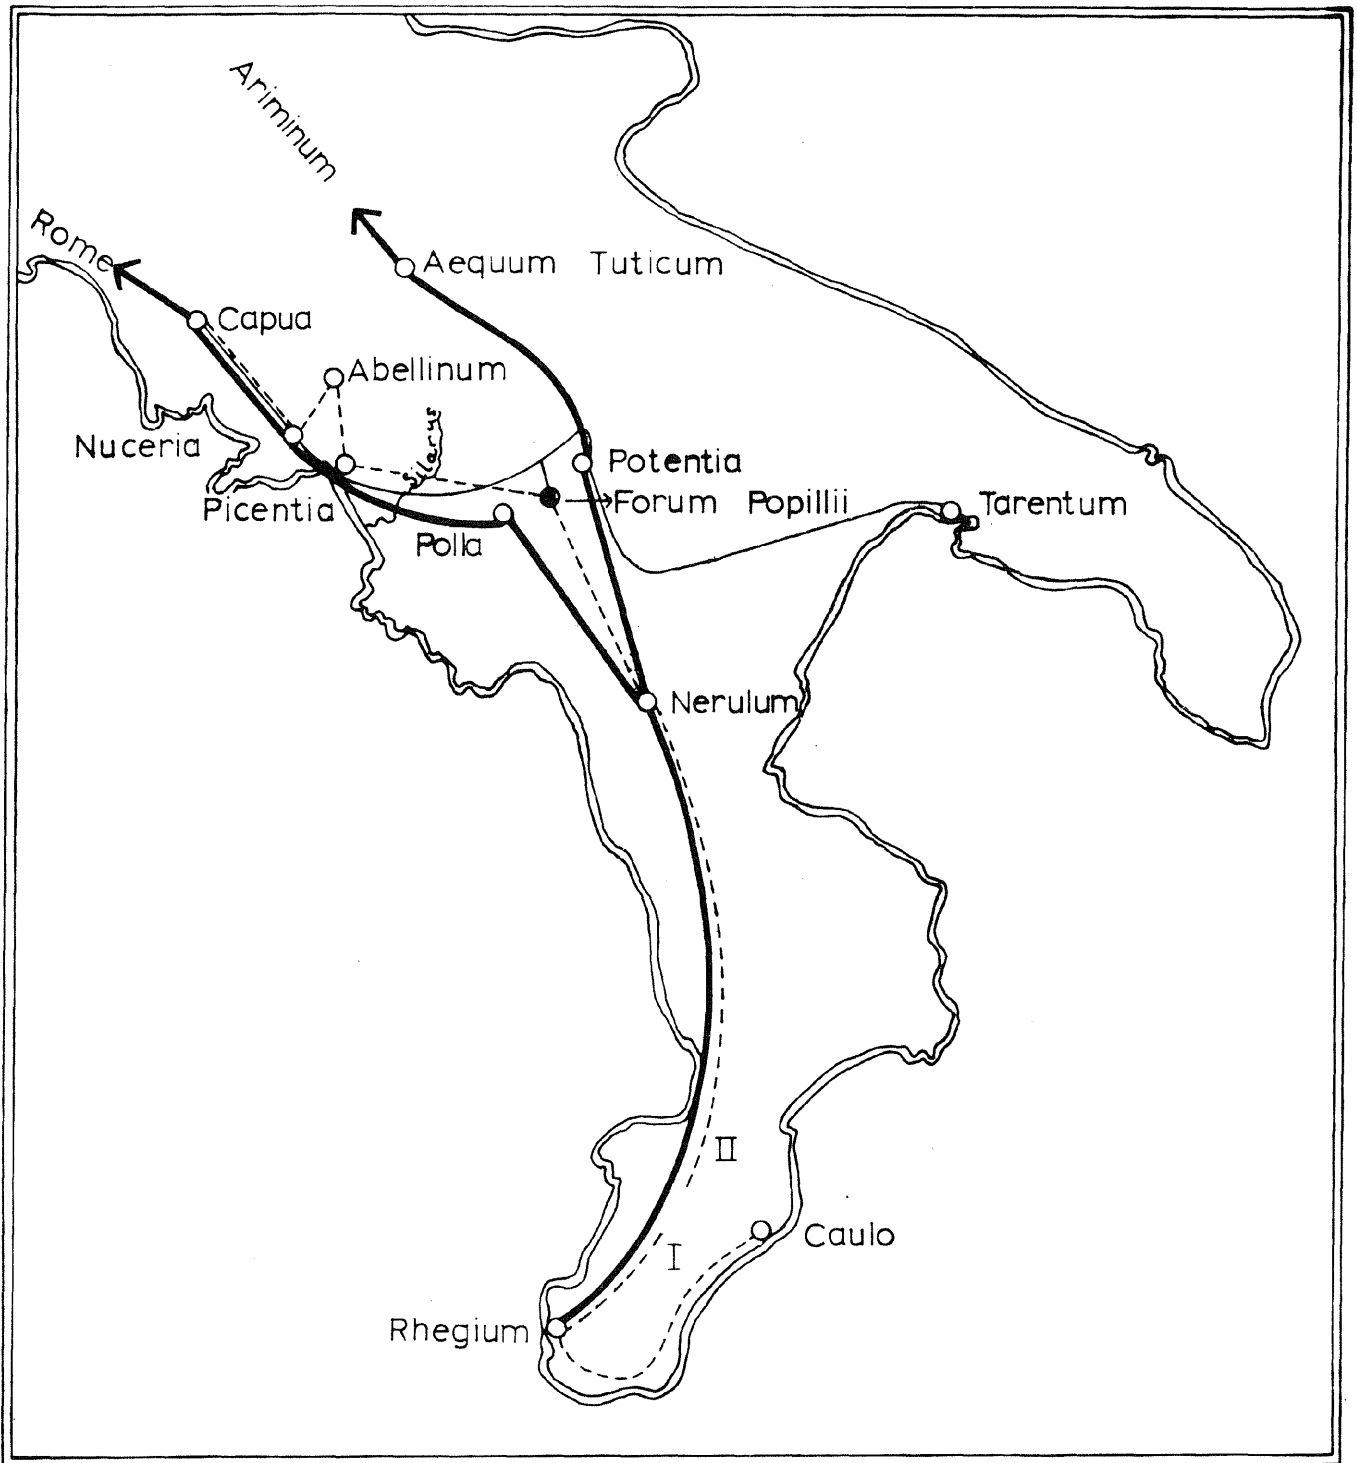 Ariminum
Rome
Aequum Tuticum
Capua
Abellinum
Silarus
Nuceria
Potentia
Picentia
Forum Popillii
Tarentum
Polla
Nerulum
II
I
Caulo
Rhegium